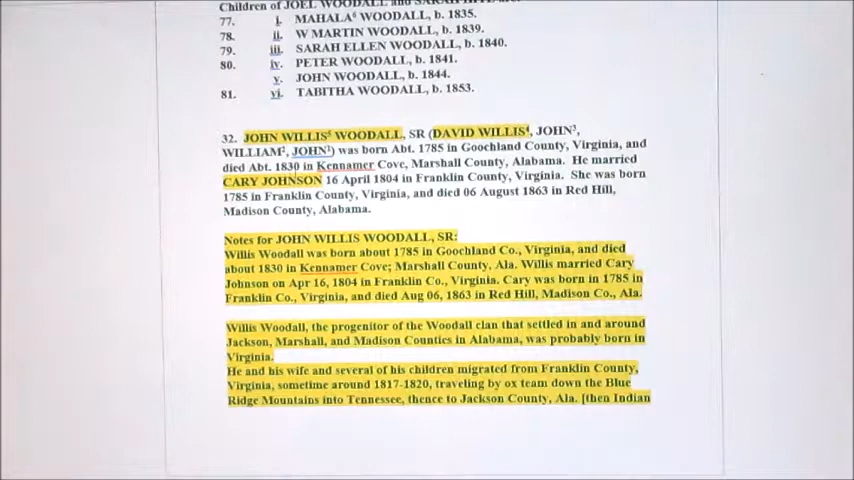 Children of JOEL WOODALL and SARAH
77. i. MAHALA⁶ WOODALL, b. 1835.
78. ii. W MARTIN WOODALL, b. 1839.
79. iii. SARAH ELLEN WOODALL, b. 1840.
80. iv. PETER WOODALL, b. 1841.
v. JOHN WOODALL, b. 1844.
81. vi. TABITHA WOODALL, b. 1853.
32. JOHN WILLIS⁵ WOODALL, SR (DAVID WILLIS⁴, JOHN³,
WILLIAM², JOHN¹) was born Abt. 1785 in Goochland County, Virginia, and
died Abt. 1830 in Kennamer Cove, Marshall County, Alabama. He married
CARY JOHNSON 16 April 1804 in Franklin County, Virginia. She was born
1785 in Franklin County, Virginia, and died 06 August 1863 in Red Hill,
Madison County, Alabama.
Notes for JOHN WILLIS WOODALL, SR:
Willis Woodall was born about 1785 in Goochland Co., Virginia, and died
about 1830 in Kennamer Cove; Marshall County, Ala. Willis married Cary
Johnson on Apr 16, 1804 in Franklin Co., Virginia. Cary was born in 1785 in
Franklin Co., Virginia, and died Aug 06, 1863 in Red Hill, Madison Co., Ala.
Willis Woodall, the progenitor of the Woodall clan that settled in and around
Jackson, Marshall, and Madison Counties in Alabama, was probably born in
Virginia.
He and his wife and several of his children migrated from Franklin County,
Virginia, sometime around 1817-1820, traveling by ox team down the Blue
Ridge Mountains into Tennessee, thence to Jackson County, Ala. [then Indian